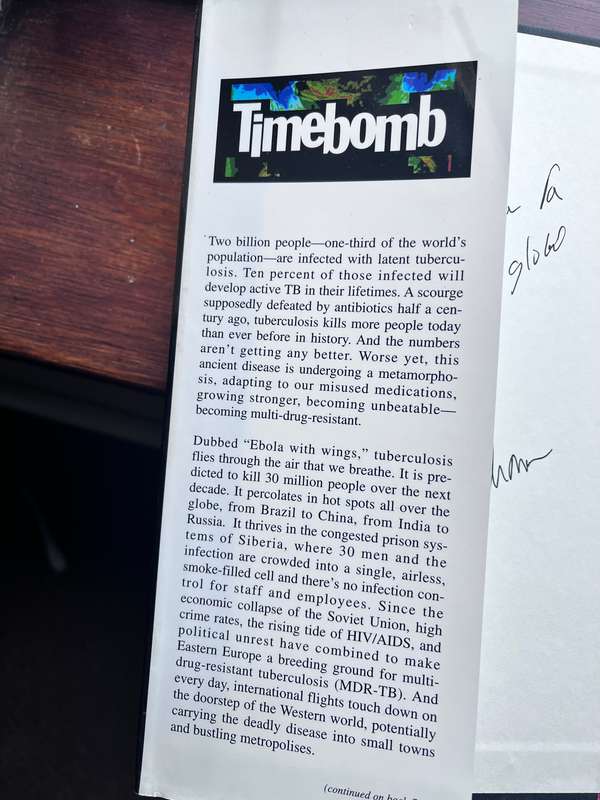 Timebomb
Two billion people—one-third of the world's
population—are infected with latent tubercu-
losis. Ten percent of those infected will
develop active TB in their lifetimes. A scourge
supposedly defeated by antibiotics half a cen-
tury ago, tuberculosis kills more people today
than ever before in history. And the numbers
aren't getting any better. Worse yet, this
ancient disease is undergoing a metamorpho-
sis, adapting to our misused medications,
growing stronger, becoming unbeatable—
becoming multi-drug-resistant.
Dubbed “Ebola with wings,” tuberculosis
flies through the air that we breathe. It is pre-
dicted to kill 30 million people over the next
decade. It percolates in hot spots all over the
globe, from Brazil to China, from India to
Russia. It thrives in the congested prison sys-
tems of Siberia, where 30 men and the
infection are crowded into a single, airless,
smoke-filled cell and there's no infection con-
trol for staff and employees. Since the
economic collapse of the Soviet Union, high
crime rates, the rising tide of HIV/AIDS, and
political unrest have combined to make
Eastern Europe a breeding ground for multi-
drug-resistant tuberculosis (MDR-TB). And
every day, international flights touch down on
the doorstep of the Western world, potentially
carrying the deadly disease into small towns
and bustling metropolises.
(continued on back